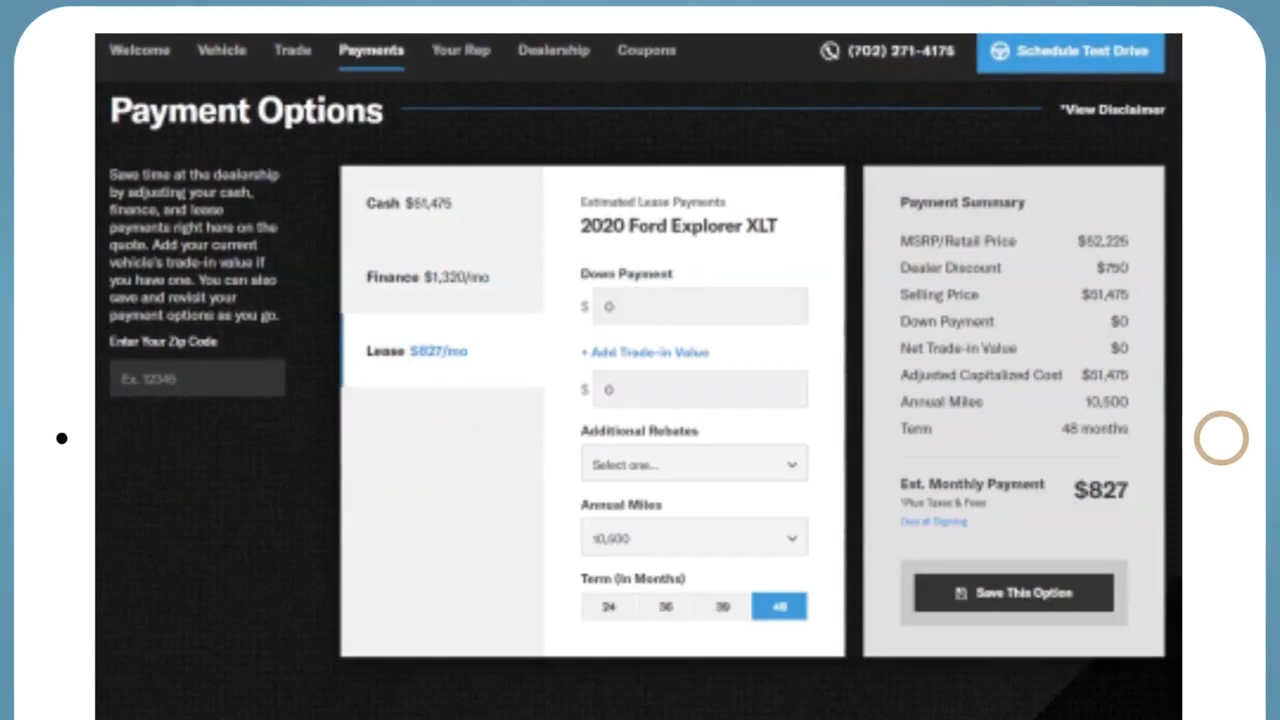 Welcome Vehicle Trade Payments Your Rep Dealership Coupons (702) 271-4175 Schedule Test Drive
Payment Options
*View Disclaimer
Save time at the dealership
by adjusting your cash,
finance, and lease
payments right here on the
quote. Add your current
vehicle's trade-in value if
you have one. You can also
save and revisit your
payment options as you go.
Enter Your Zip Code
Ex. 12345
Cash $51,475
Finance $1,320/mo
Lease $827/mo
Estimated Lease Payments
2020 Ford Explorer XLT
Down Payment
$ 0
+ Add Trade-in Value
$ 0
Additional Rebates
Select one...
Annual Miles
10,500
Term (in Months)
24 36 39 48
Payment Summary
MSRP/Retail Price $52,225
Dealer Discount $750
Selling Price $51,475
Down Payment $0
Net Trade-in Value $0
Adjusted Capitalized Cost $51,475
Annual Miles 10,500
Term 48 months
Est. Monthly Payment $827
*Plus Taxes & Fees
Due at Signing
Save This Option